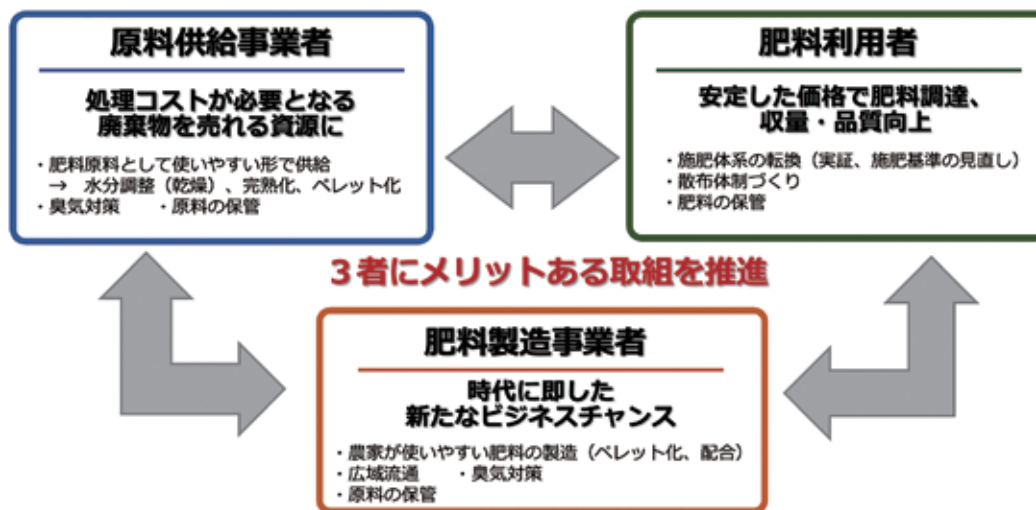 原料供給事業者
処理コストが必要となる
廃棄物を売れる資源に
・肥料原料として使いやすい形で供給
→ 水分調整（乾燥）、完熟化、ペレット化
・臭気対策 ・原料の保管
肥料利用者
安定した価格で肥料調達、
収量・品質向上
・施肥体系の転換（実証、施肥基準の見直し）
・散布体制づくり
・肥料の保管
３者にメリットある取組を推進
肥料製造事業者
時代に即した
新たなビジネスチャンス
・農家が使いやすい肥料の製造（ペレット化、配合）
・広域流通 ・臭気対策
・原料の保管